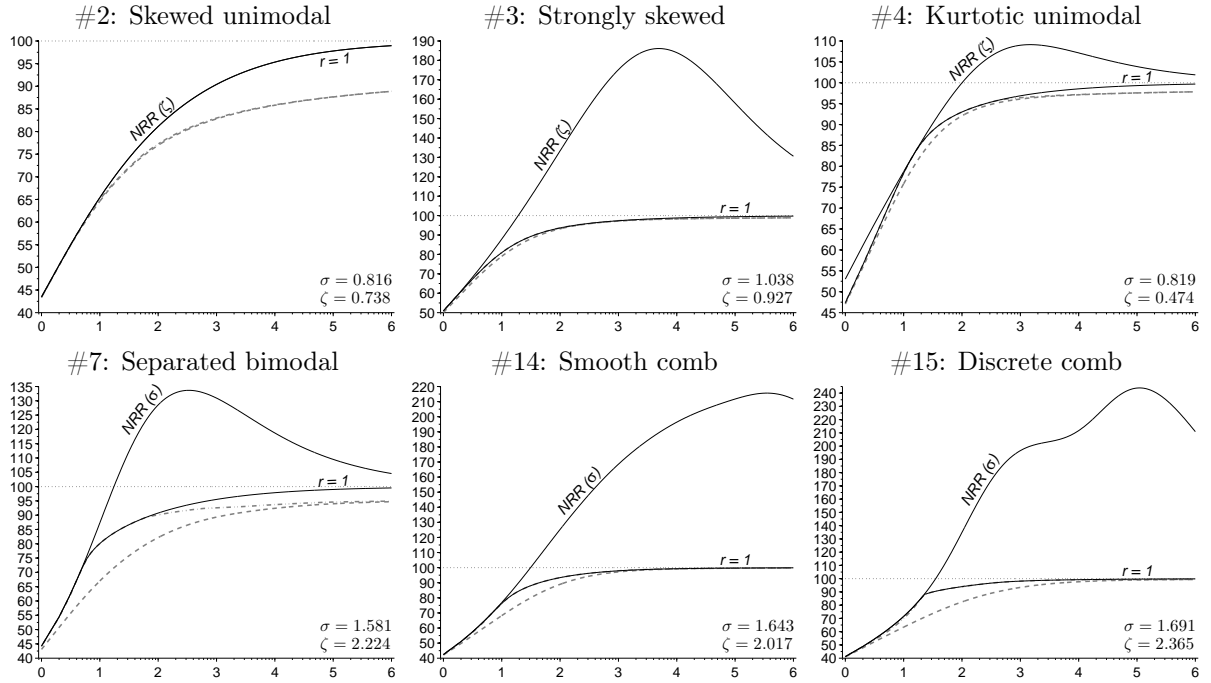 #2: Skewed unimodal
100
95
90
85
80
75
70
65
60
55
50
45
40
0 1 2 3 4 5 6
NRR (ζ)
r = 1
σ = 0.816
ζ = 0.738
#3: Strongly skewed
190
180
170
160
150
140
130
120
110
100
90
80
70
60
50
0 1 2 3 4 5 6
NRR (ζ)
r = 1
σ = 1.038
ζ = 0.927
#4: Kurtotic unimodal
110
105
100
95
90
85
80
75
70
65
60
55
50
45
0 1 2 3 4 5 6
NRR (ζ)
r = 1
σ = 0.819
ζ = 0.474
#7: Separated bimodal
135
130
125
120
115
110
105
100
95
90
85
80
75
70
65
60
55
50
45
40
0 1 2 3 4 5 6
NRR (σ)
r = 1
σ = 1.581
ζ = 2.224
#14: Smooth comb
220
210
200
190
180
170
160
150
140
130
120
110
100
90
80
70
60
50
40
0 1 2 3 4 5 6
NRR (σ)
r = 1
σ = 1.643
ζ = 2.017
#15: Discrete comb
240
230
220
210
200
190
180
170
160
150
140
130
120
110
100
90
80
70
60
50
40
0 1 2 3 4 5 6
NRR (σ)
r = 1
σ = 1.691
ζ = 2.365